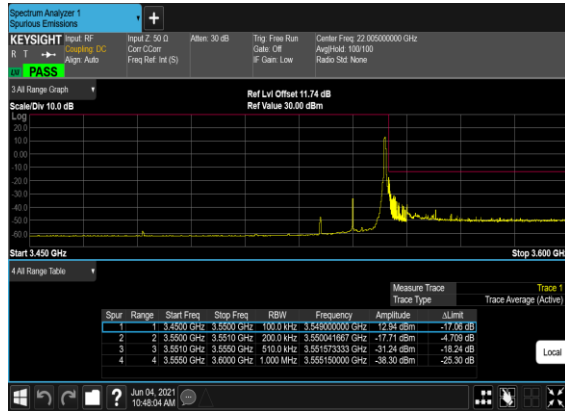 Spectrum Analyzer 1
Spurious Emissions
KEYSIGHT Input: RF Input Z: 50 Ω Atten: 30 dB Trig: Free Run Center Freq: 22.005000000 GHz
R T Coupling: DC Corr CCorr Gate: Off Avg|Hold: 100/100
Align: Auto Freq Ref: Int (S) IF Gain: Low Radio Std: None
PASS
3 All Range Graph
Ref Lvl Offset 11.74 dB
Scale/Div 10.0 dB Ref Value 30.00 dBm
Log
20.0
10.0
0.00
-10.0
-20.0
-30.0
-40.0
-50.0
-60.0
Start 3.450 GHz Stop 3.600 GHz
4 All Range Table
Measure Trace Trace 1
Trace Type Trace Average (Active)
Spur Range Start Freq Stop Freq RBW Frequency Amplitude ΔLimit
1 1 3.4500 GHz 3.5500 GHz 100.0 kHz 3.549000000 GHz 12.94 dBm -17.06 dB
2 2 3.5500 GHz 3.5510 GHz 200.0 kHz 3.550041667 GHz -17.71 dBm -4.709 dB
3 3 3.5510 GHz 3.5550 GHz 510.0 kHz 3.551573333 GHz -31.24 dBm -18.24 dB
4 4 3.5550 GHz 3.6000 GHz 1.000 MHz 3.555150000 GHz -38.30 dBm -25.30 dB
Local
Jun 04, 2021
10:48:04 AM